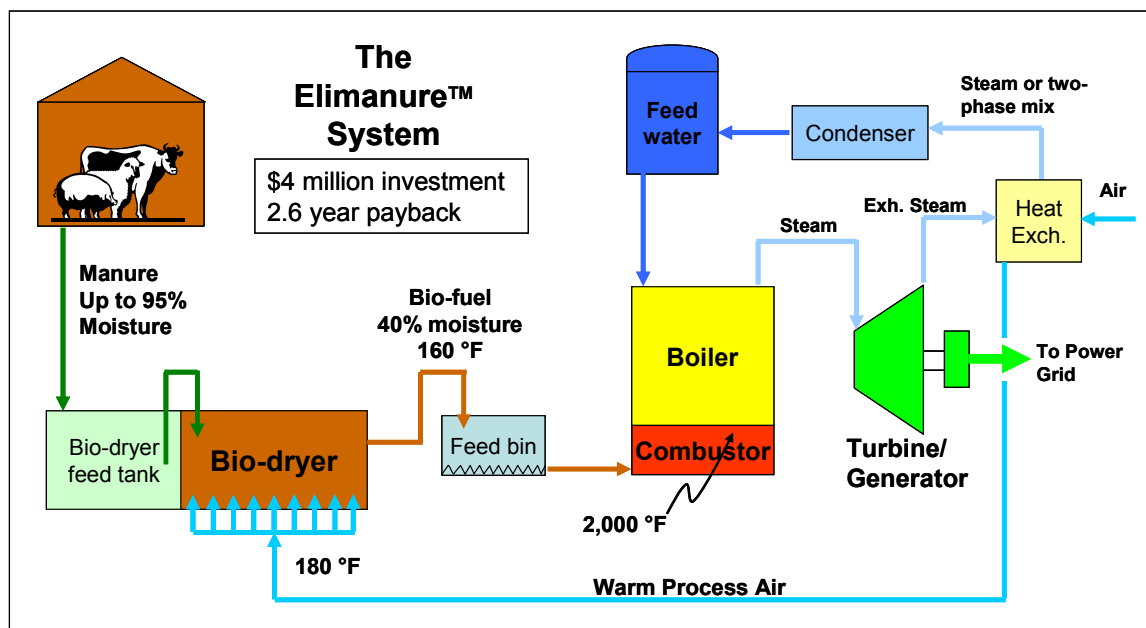 The
Elimanure™
System
$4 million investment
2.6 year payback
Manure
Up to 95%
Moisture
Bio-dryer
feed tank
Bio-dryer
180 °F
Bio-fuel
40% moisture
160 °F
Feed bin
Feed
water
Condenser
Steam or two-
phase mix
Boiler
Combustor
2,000 °F
Steam
Exh. Steam
Heat
Exch.
Air
To Power
Grid
Turbine/
Generator
Warm Process Air